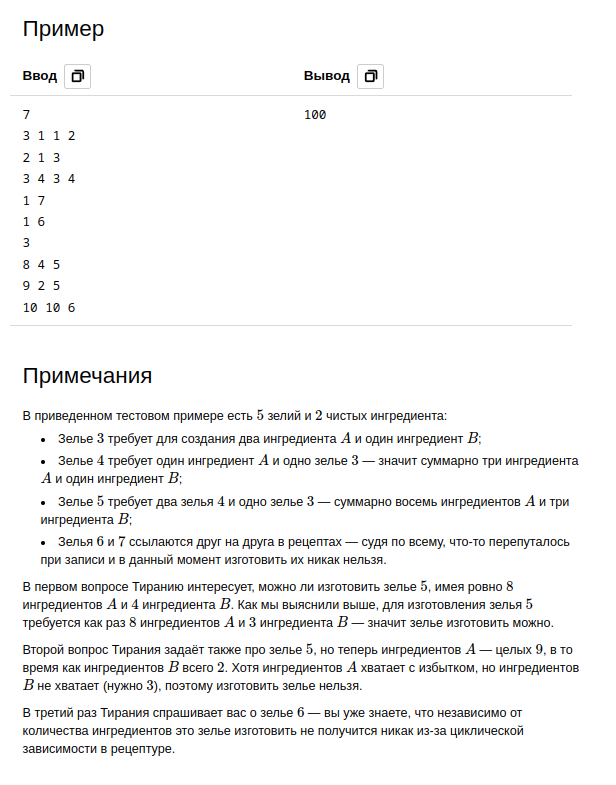 Пример
Ввод Вывод
7 100
3 1 1 2
2 1 3
3 4 3 4
1 7
1 6
3
8 4 5
9 2 5
10 10 6
Примечания
В приведенном тестовом примере есть 5 зелий и 2 чистых ингредиента:
• Зелье 3 требует для создания два ингредиента A и один ингредиент B;
• Зелье 4 требует один ингредиент A и одно зелье 3 — значит суммарно три ингредиента
A и один ингредиент B;
• Зелье 5 требует два зелья 4 и одно зелье 3 — суммарно восемь ингредиентов A и три
ингредиента B;
• Зелья 6 и 7 ссылаются друг на друга в рецептах — судя по всему, что-то перепуталось
при записи и в данный момент изготовить их никак нельзя.
В первом вопросе Тиранию интересует, можно ли изготовить зелье 5, имея ровно 8
ингредиентов A и 4 ингредиента B. Как мы выяснили выше, для изготовления зелья 5
требуется как раз 8 ингредиентов A и 3 ингредиента B — значит зелье изготовить можно.
Второй вопрос Тирания задаёт также про зелье 5, но теперь ингредиентов A — целых 9, в то
время как ингредиентов B всего 2. Хотя ингредиентов A хватает с избытком, но ингредиентов
B не хватает (нужно 3), поэтому изготовить зелье нельзя.
В третий раз Тирания спрашивает вас о зелье 6 — вы уже знаете, что независимо от
количества ингредиентов это зелье изготовить не получится никак из-за циклической
зависимости в рецептуре.